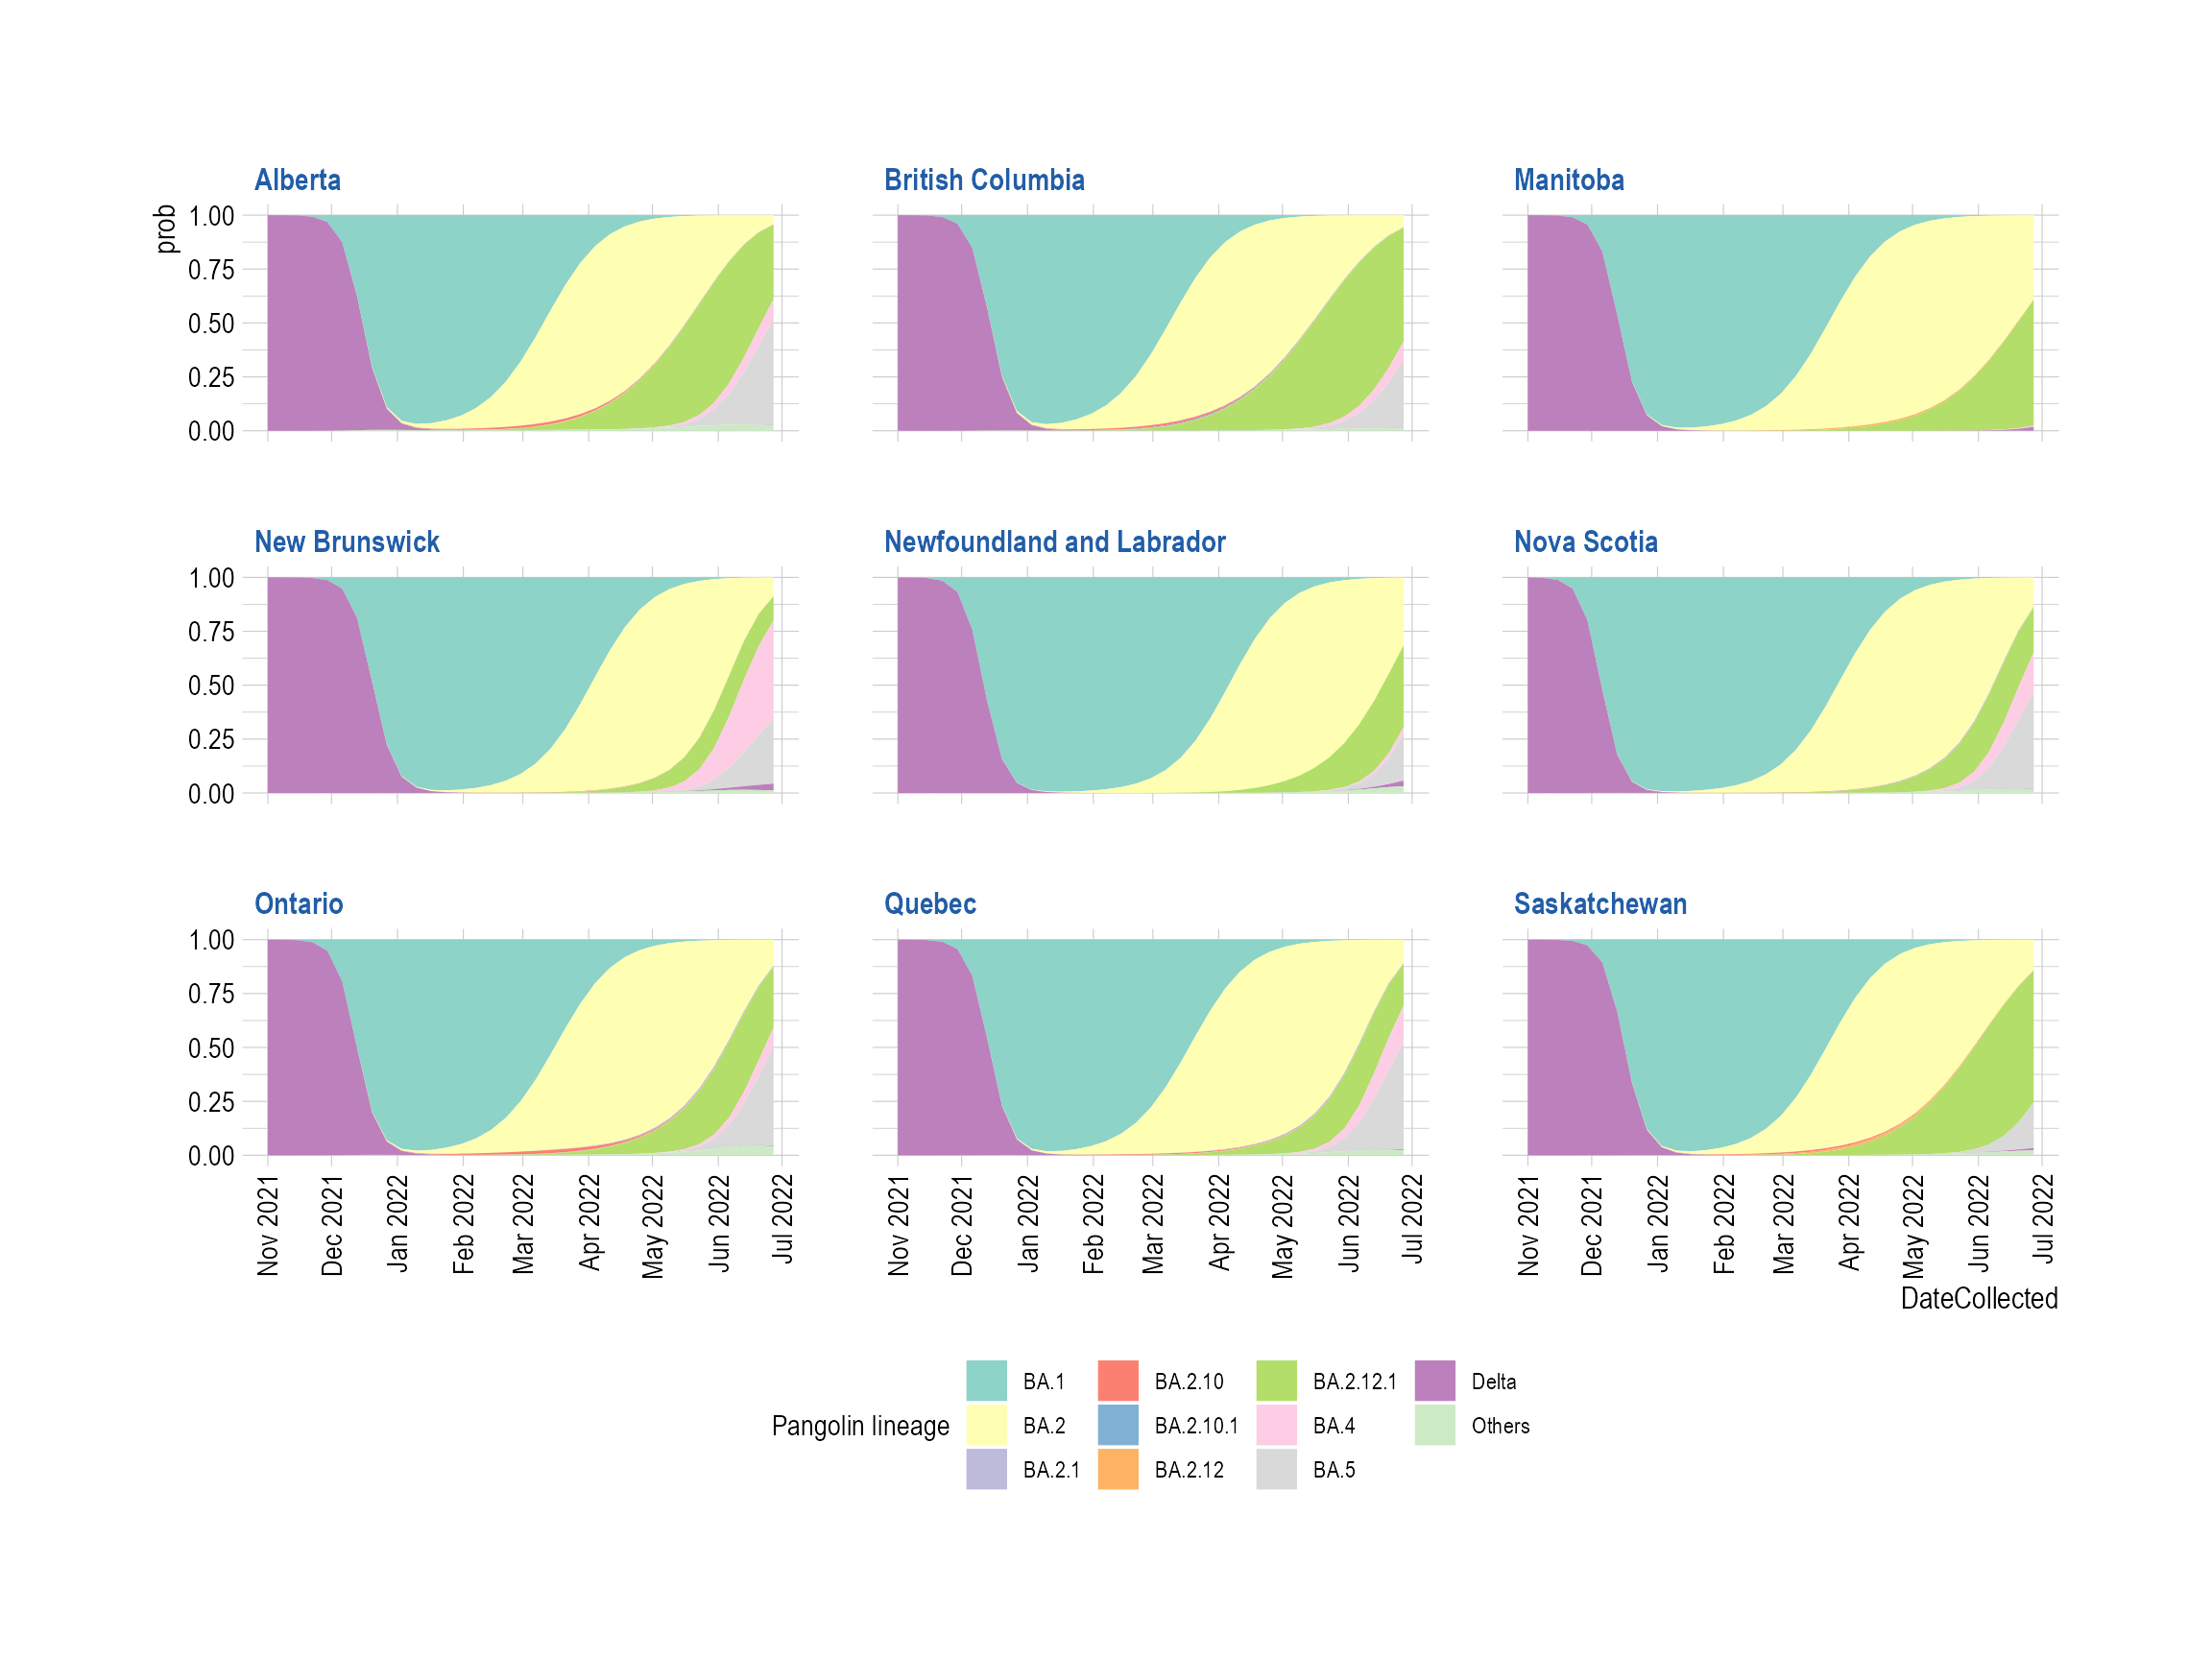 Alberta
British Columbia
Manitoba
prob
1.00
0.75
0.50
0.25
0.00
New Brunswick
Newfoundland and Labrador
Nova Scotia
1.00
0.75
0.50
0.25
0.00
Ontario
Quebec
Saskatchewan
1.00
0.75
0.50
0.25
0.00
Nov 2021
Dec 2021
Jan 2022
Feb 2022
Mar 2022
Apr 2022
May 2022
Jun 2022
Jul 2022
Nov 2021
Dec 2021
Jan 2022
Feb 2022
Mar 2022
Apr 2022
May 2022
Jun 2022
Jul 2022
Nov 2021
Dec 2021
Jan 2022
Feb 2022
Mar 2022
Apr 2022
May 2022
Jun 2022
Jul 2022
DateCollected
Pangolin lineage
BA.1
BA.2
BA.2.1
BA.2.10
BA.2.10.1
BA.2.12
BA.2.12.1
BA.4
BA.5
Delta
Others